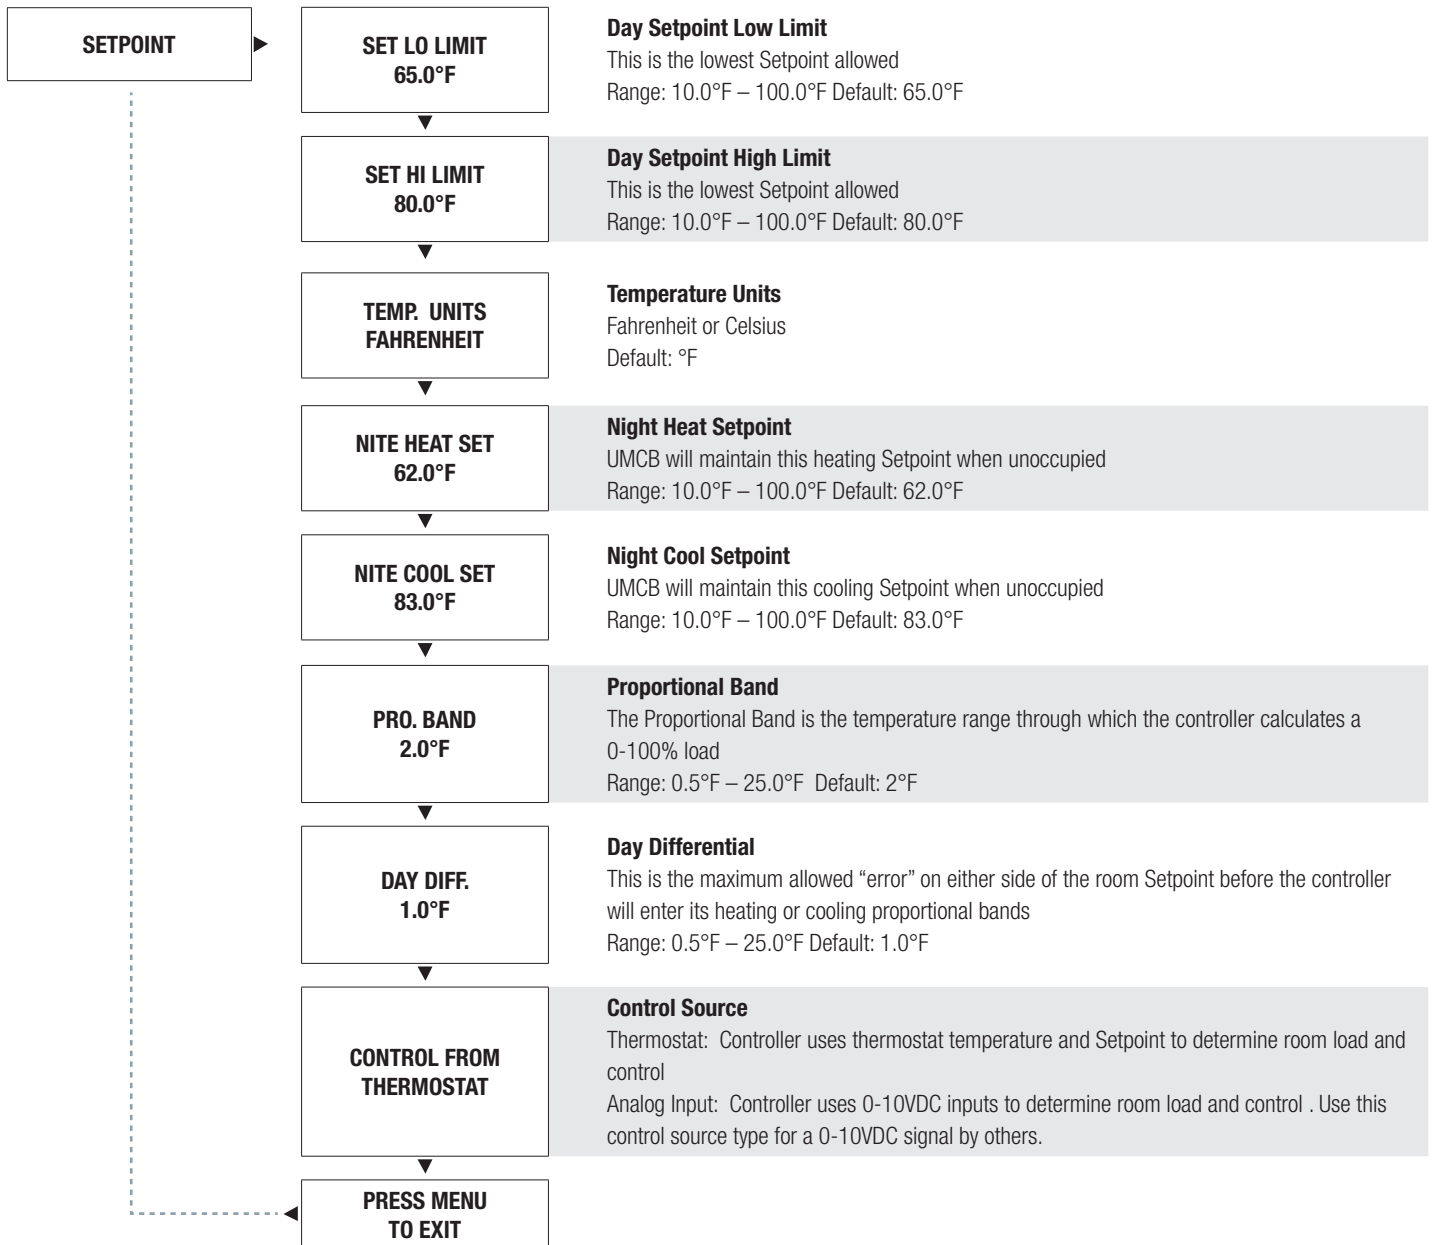 SETPOINT
SET LO LIMIT
65.0°F
Day Setpoint Low Limit
This is the lowest Setpoint allowed
Range: 10.0°F – 100.0°F Default: 65.0°F
SET HI LIMIT
80.0°F
Day Setpoint High Limit
This is the lowest Setpoint allowed
Range: 10.0°F – 100.0°F Default: 80.0°F
TEMP. UNITS
FAHRENHEIT
Temperature Units
Fahrenheit or Celsius
Default: °F
NITE HEAT SET
62.0°F
Night Heat Setpoint
UMCB will maintain this heating Setpoint when unoccupied
Range: 10.0°F – 100.0°F Default: 62.0°F
NITE COOL SET
83.0°F
Night Cool Setpoint
UMCB will maintain this cooling Setpoint when unoccupied
Range: 10.0°F – 100.0°F Default: 83.0°F
PRO. BAND
2.0°F
Proportional Band
The Proportional Band is the temperature range through which the controller calculates a
0-100% load
Range: 0.5°F – 25.0°F Default: 2°F
DAY DIFF.
1.0°F
Day Differential
This is the maximum allowed “error” on either side of the room Setpoint before the controller
will enter its heating or cooling proportional bands
Range: 0.5°F – 25.0°F Default: 1.0°F
CONTROL FROM
THERMOSTAT
Control Source
Thermostat: Controller uses thermostat temperature and Setpoint to determine room load and
control
Analog Input: Controller uses 0-10VDC inputs to determine room load and control . Use this
control source type for a 0-10VDC signal by others.
PRESS MENU
TO EXIT